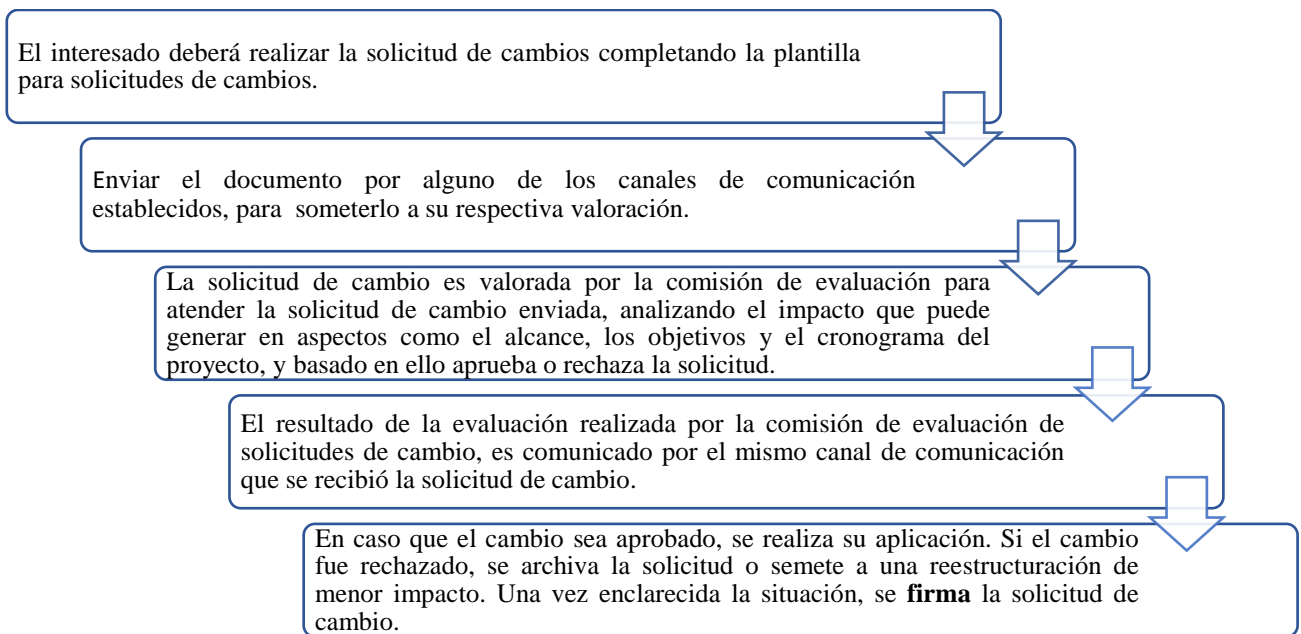 El interesado deberá realizar la solicitud de cambios completando la plantilla
para solicitudes de cambios.
Enviar el documento por alguno de los canales de comunicación
establecidos, para someterlo a su respectiva valoración.
La solicitud de cambio es valorada por la comisión de evaluación para
atender la solicitud de cambio enviada, analizando el impacto que puede
generar en aspectos como el alcance, los objetivos y el cronograma del
proyecto, y basado en ello aprueba o rechaza la solicitud.
El resultado de la evaluación realizada por la comisión de evaluación de
solicitudes de cambio, es comunicado por el mismo canal de comunicación
que se recibió la solicitud de cambio.
En caso que el cambio sea aprobado, se realiza su aplicación. Si el cambio
fue rechazado, se archiva la solicitud o semete a una reestructuración de
menor impacto. Una vez enclarecida la situación, se firma la solicitud de
cambio.